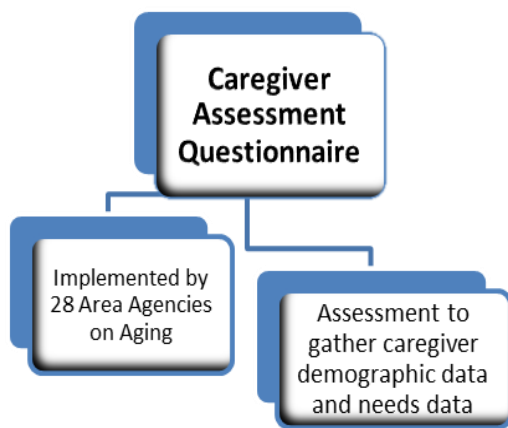 Caregiver
Assessment
Questionnaire
Implemented by
28 Area Agencies
on Aging
Assessment to
gather caregiver
demographic data
and needs data